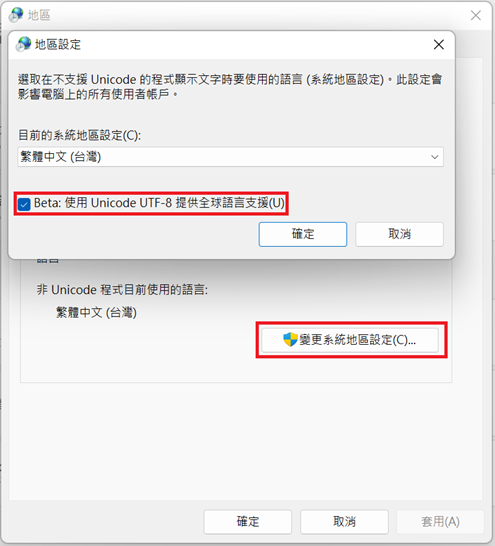 地區
地區設定
選取在不支援 Unicode 的程式顯示文字時要使用的語言 (系統地區設定)。此設定會
影響電腦上的所有使用者帳戶。
目前的系統地區設定(C):
繁體中文 (台灣)
Beta: 使用 Unicode UTF-8 提供全球語言支援(U)
確定
取消
非 Unicode 程式目前使用的語言:
繁體中文 (台灣)
變更系統地區設定(C)...
確定
取消
套用(A)